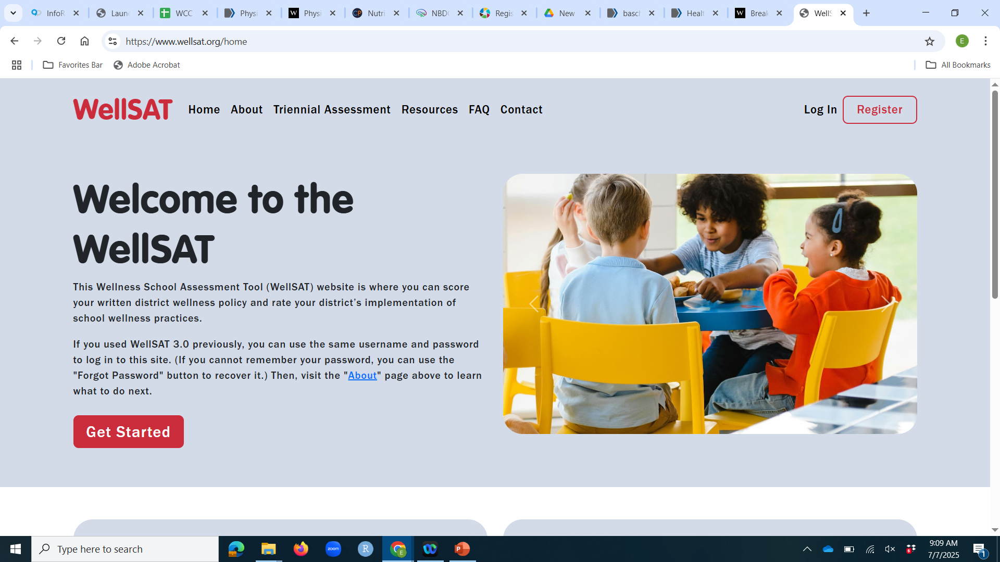 InfoR
Laun
WCC
Physi
Physi
Nutri
NBDC
Regis
New
basch
Healt
Break
WellS
https://www.wellsat.org/home
E
Favorites Bar
Adobe Acrobat
All Bookmarks
WellSAT
Home
About
Triennial Assessment
Resources
FAQ
Contact
Log In
Register
Welcome to the
WellSAT
This Wellness School Assessment Tool (WellSAT) website is where you can score
your written district wellness policy and rate your district’s implementation of
school wellness practices.
If you used WellSAT 3.0 previously, you can use the same username and password
to log in to this site. (If you cannot remember your password, you can use the
"Forgot Password" button to recover it.) Then, visit the "About" page above to learn
what to do next.
Get Started
Type here to search
zoom
R
E
P
6
9:09 AM
7/7/2025
1